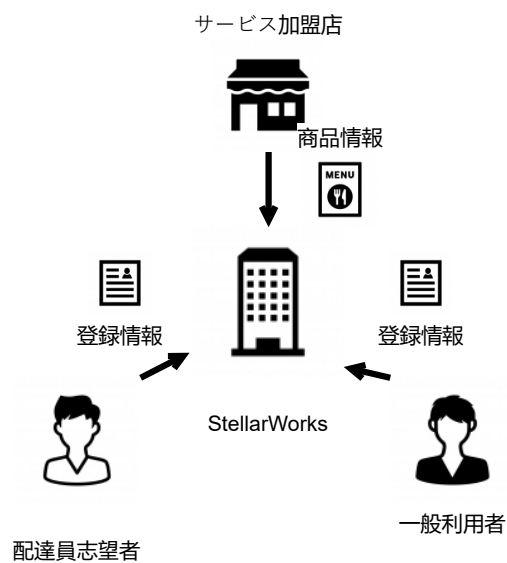 サービス加盟店
商品情報
MENU
登録情報
登録情報
StellarWorks
一般利用者
配達員志望者